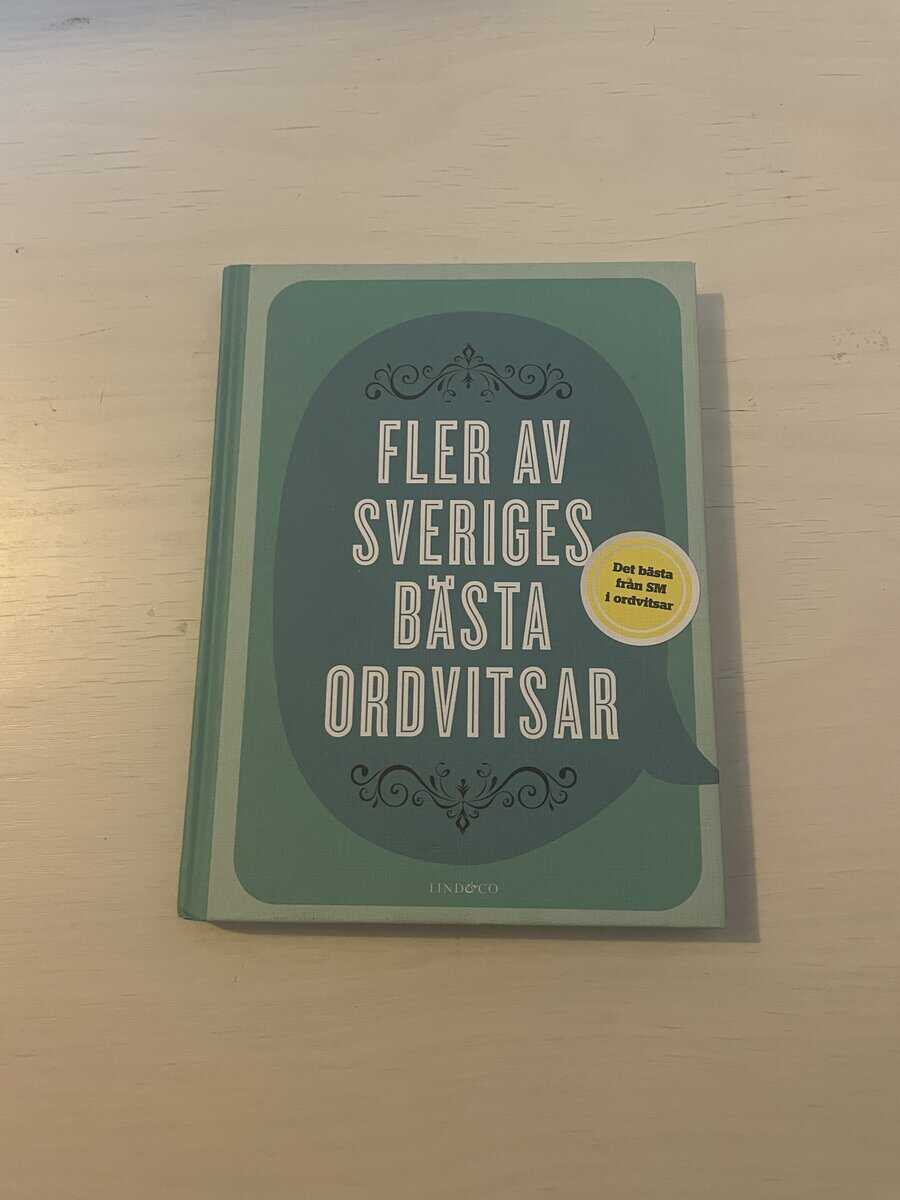 FLER AV
SVERIGES
BÄSTA
ORDVITSAR
Det bästa
från SM
i ordvitsar
LIND&CO